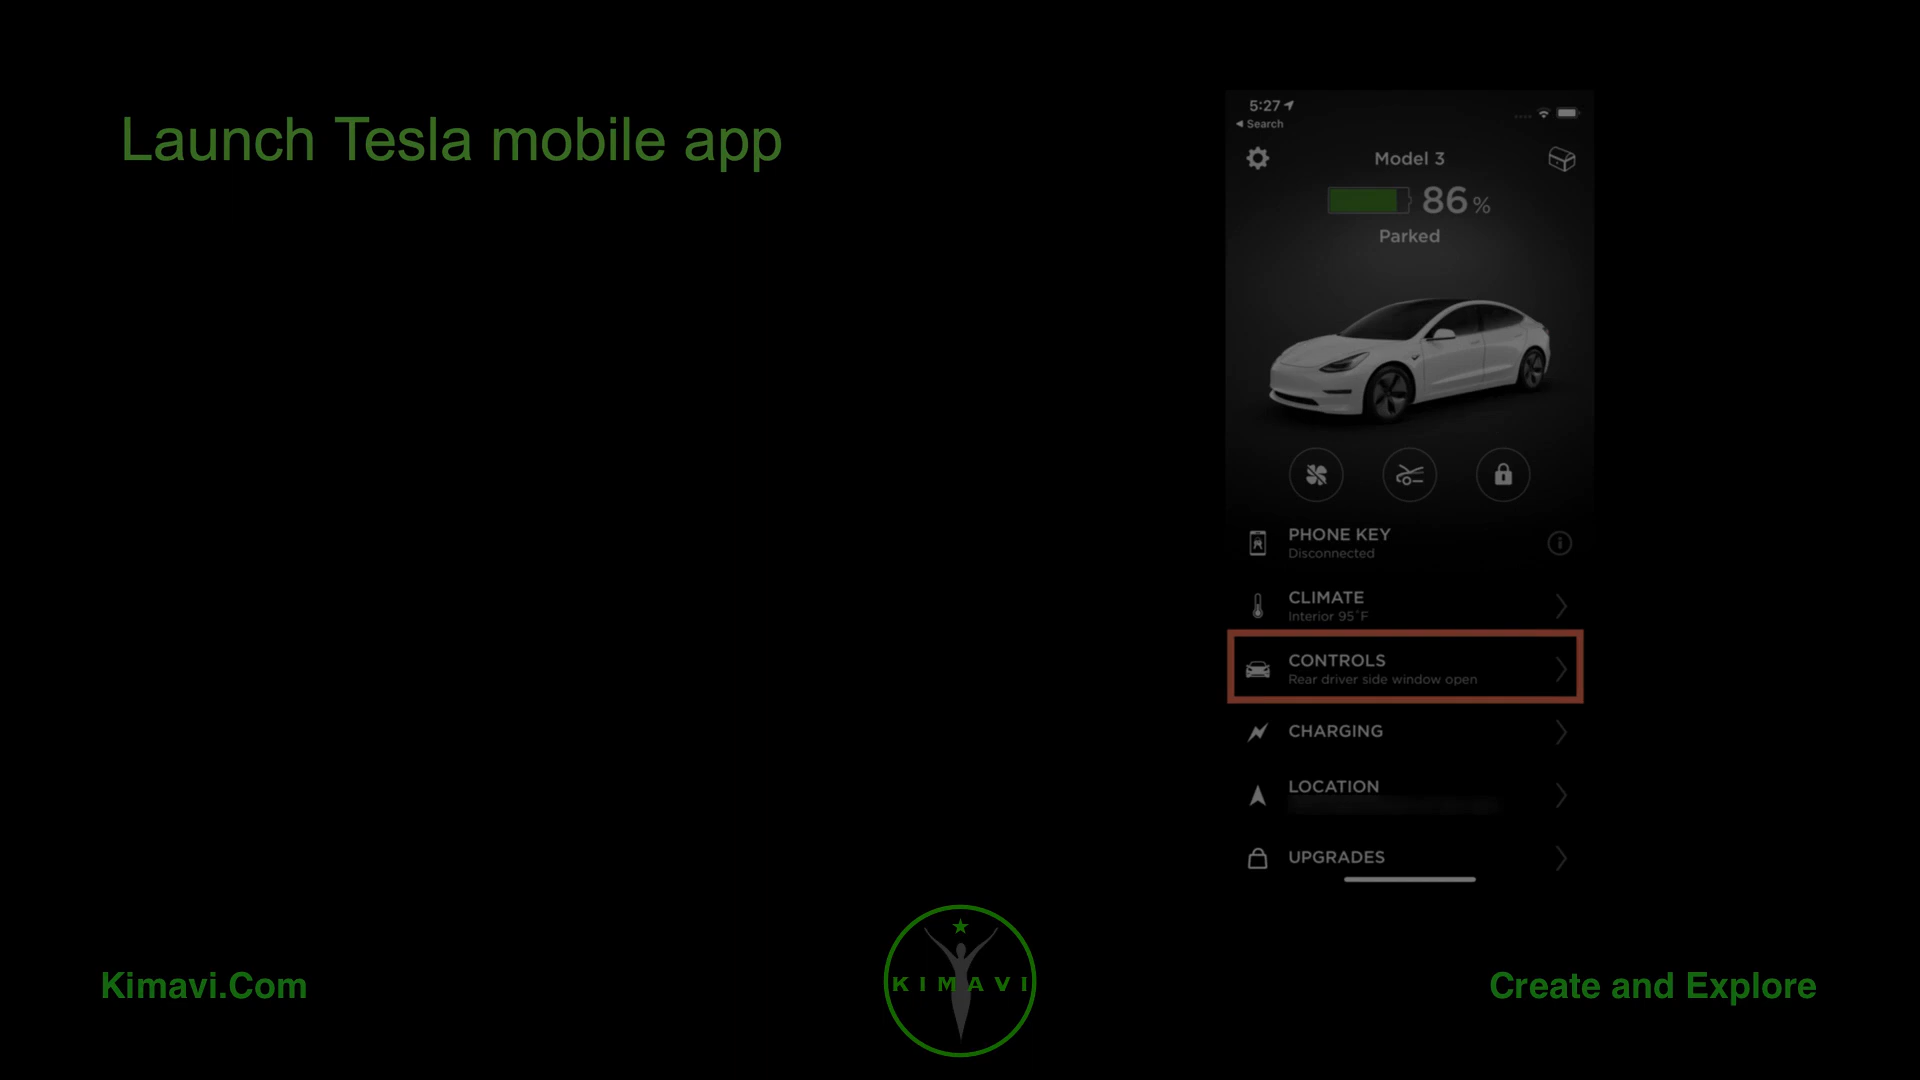 Launch Tesla mobile app
5:27
Search
Model 3
86 %
Parked
PHONE KEY
Disconnected
CLIMATE
Interior 95°F
CONTROLS
Rear driver side window open
CHARGING
LOCATION
UPGRADES
Kimavi.Com
KIMAVI
Create and Explore